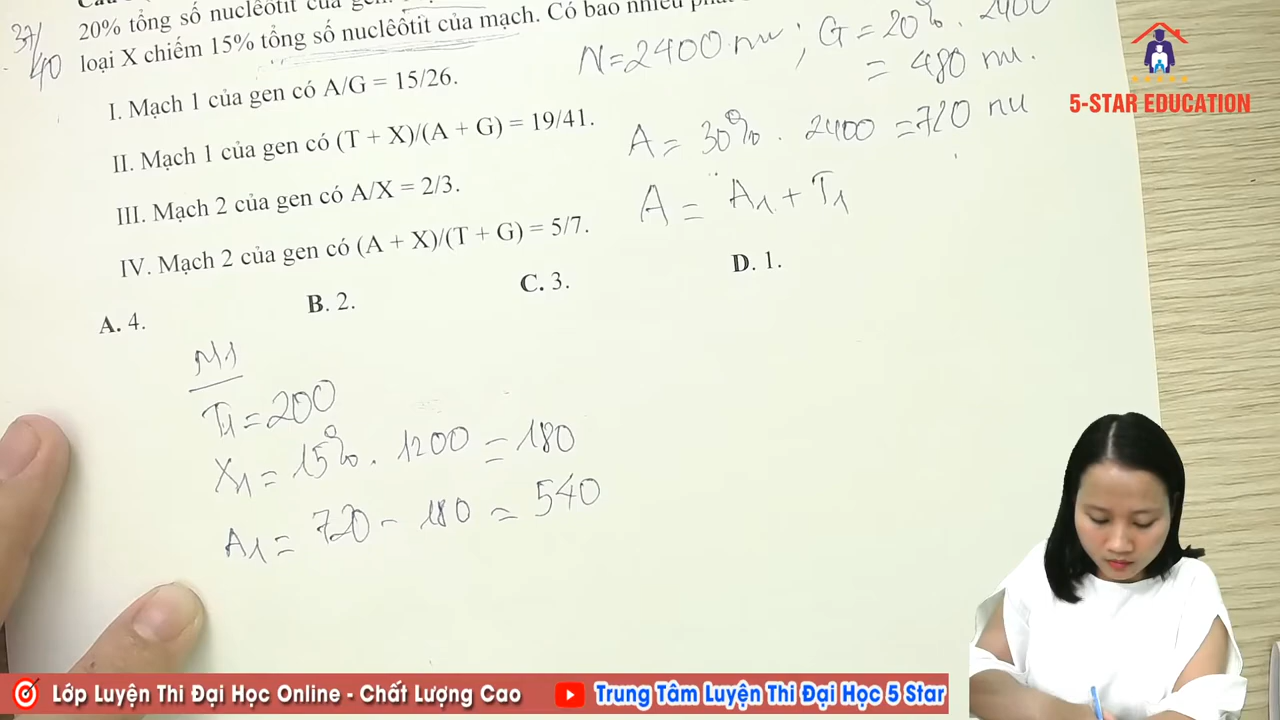 37/
40
20% tổng số nuclêôtit của gen.
loại X chiếm 15% tổng số nuclêôtit của mạch. Có bao nhiêu
I. Mạch 1 của gen có A/G = 15/26.
II. Mạch 1 của gen có (T + X)/(A + G) = 19/41.
III. Mạch 2 của gen có A/X = 2/3.
IV. Mạch 2 của gen có (A + X)/(T + G) = 5/7.
A. 4. B. 2. C. 3. D. 1.
N = 2400 nu ; G = 20% . 2400
= 480 nu.
A = 30% . 2400 = 720 nu
A = A1 + T1
M1
T1 = 200
X1 = 15% . 1200 = 180
A1 = 720 - 180 = 540
5-STAR EDUCATION
Lớp Luyện Thi Đại Học Online - Chất Lượng Cao
Trung Tâm Luyện Thi Đại Học 5 Star